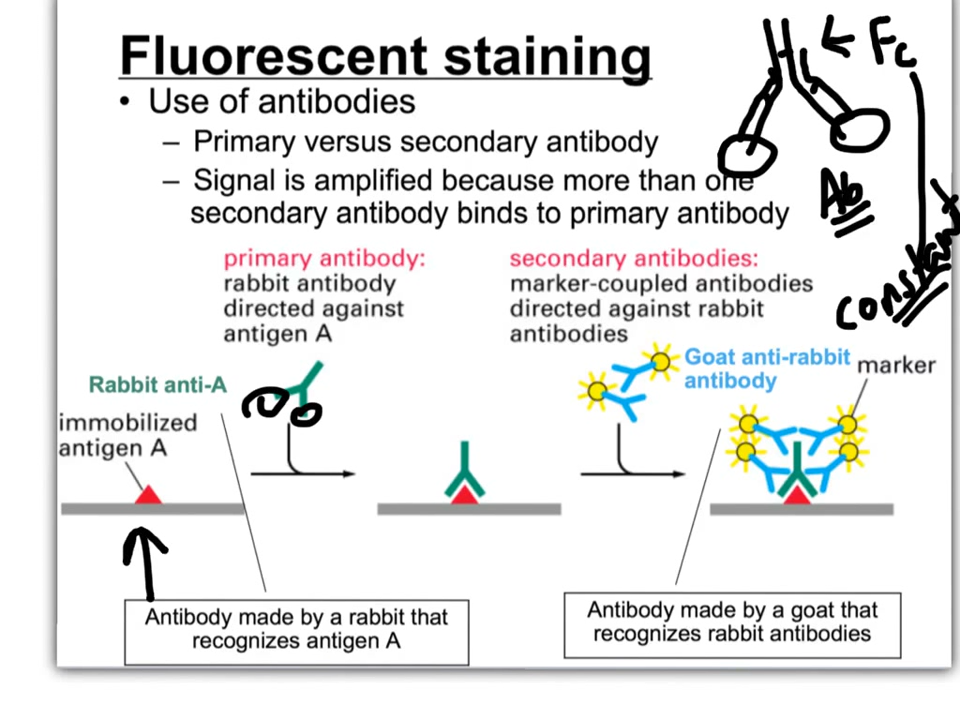 Fluorescent staining
• Use of antibodies
– Primary versus secondary antibody
– Signal is amplified because more than one
secondary antibody binds to primary antibody
Fc
Ab
constant
primary antibody:
rabbit antibody
directed against
antigen A
secondary antibodies:
marker-coupled antibodies
directed against rabbit
antibodies
Rabbit anti-A
immobilized
antigen A
Goat anti-rabbit
antibody
marker
Antibody made by a rabbit that
recognizes antigen A
Antibody made by a goat that
recognizes rabbit antibodies